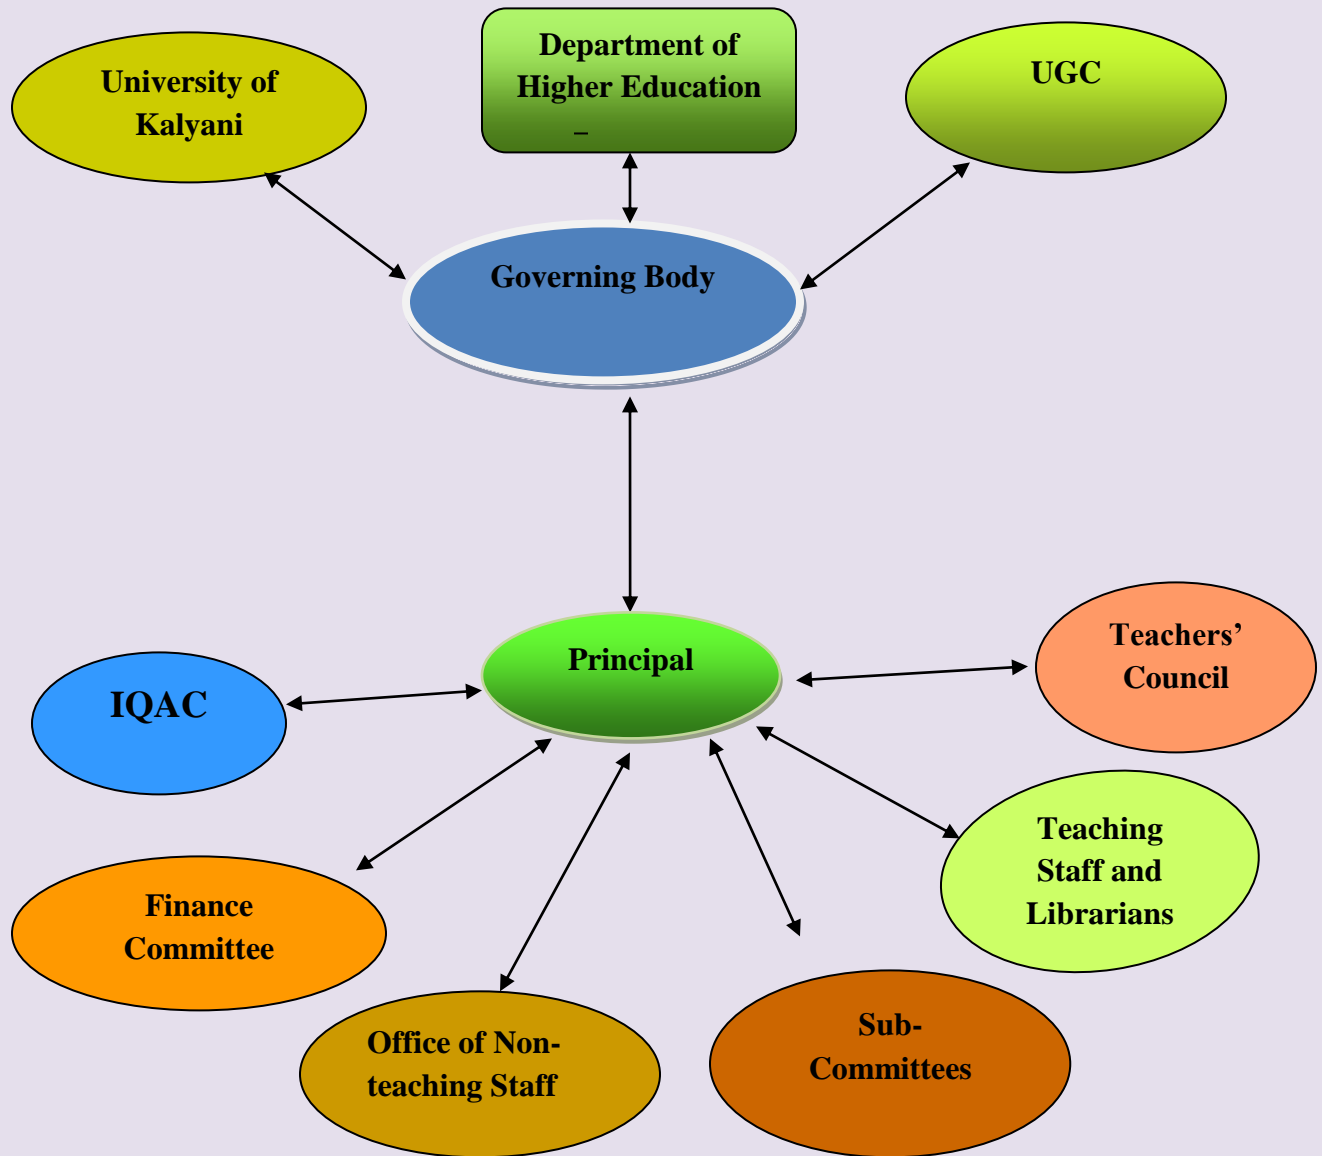 University of
Kalyani
Department of
Higher Education
–
UGC
Governing Body
Principal
Teachers’
Council
IQAC
Teaching
Staff and
Librarians
Finance
Committee
Office of Non-
teaching Staff
Sub-
Committees